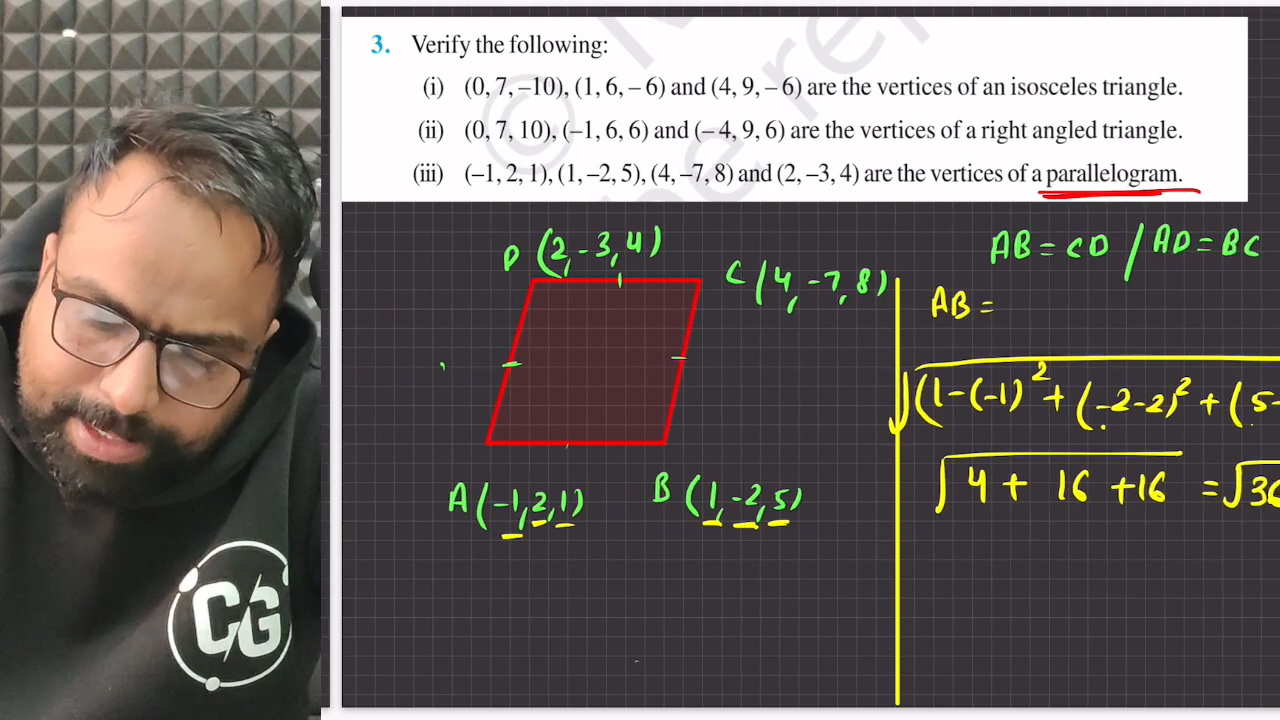 3. Verify the following:
(i) (0, 7, –10), (1, 6, – 6) and (4, 9, – 6) are the vertices of an isosceles triangle.
(ii) (0, 7, 10), (–1, 6, 6) and (– 4, 9, 6) are the vertices of a right angled triangle.
(iii) (–1, 2, 1), (1, –2, 5), (4, –7, 8) and (2, –3, 4) are the vertices of a parallelogram.
D (2, -3, 4)
C (4, -7, 8)
A (-1, 2, 1)
B (1, -2, 5)
AB = CD / AD = BC
AB =
√(1-(-1)² + (-2-2)² + (5-
√4 + 16 + 16 = √36
CG